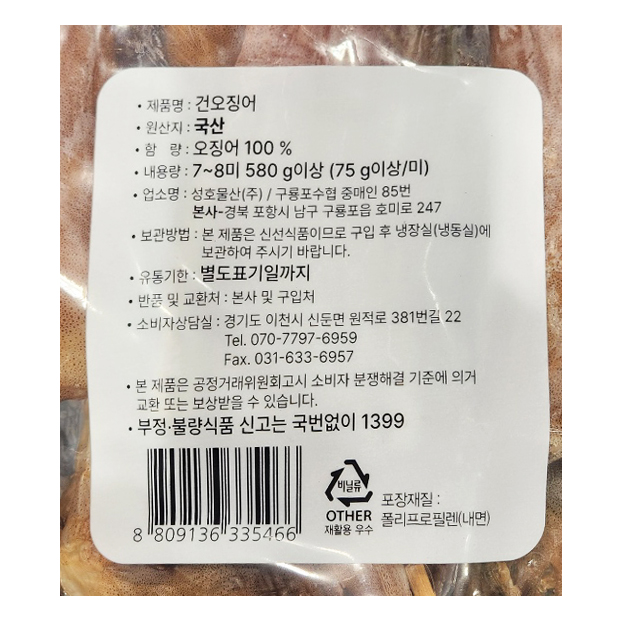 • 제품명 : 건오징어
• 원산지 : 국산
• 함 량 : 오징어 100 %
• 내용량 : 7~8미 580 g이상 (75 g이상/미)
• 업소명 : 성호물산(주) / 구룡포수협 중매인 85번
본사-경북 포항시 남구 구룡포읍 호미로 247
• 보관방법 : 본 제품은 신선식품이므로 구입 후 냉장실(냉동실)에
보관하여 주시기 바랍니다.
• 유통기한 : 별도표기일까지
• 반품 및 교환처 : 본사 및 구입처
• 소비자상담실 : 경기도 이천시 신둔면 원적로 381번길 22
Tel. 070-7797-6959
Fax. 031-633-6957
• 본 제품은 공정거래위원회고시 소비자 분쟁해결 기준에 의거
교환 또는 보상받을 수 있습니다.
• 부정·불량식품 신고는 국번없이 1399
8 809136 335466
비닐류
OTHER
재활용 우수
포장재질 :
폴리프로필렌(내면)